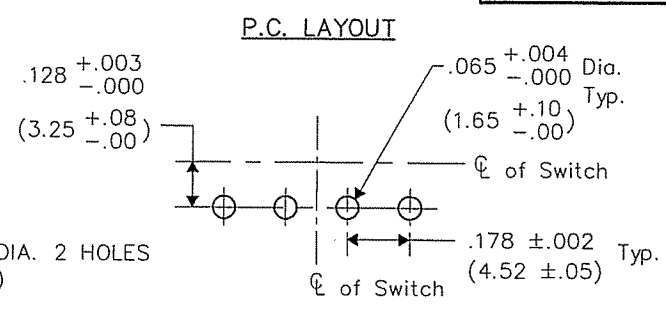 P.C. LAYOUT
.128 +.003 -.000
(3.25 +.08 -.00)
.065 +.004 -.000 Dia.
(1.65 +.10 -.00) Typ.
℄ of Switch
.178 ±.002 Typ.
(4.52 ±.05)
DIA. 2 HOLES
)
℄ of Switch